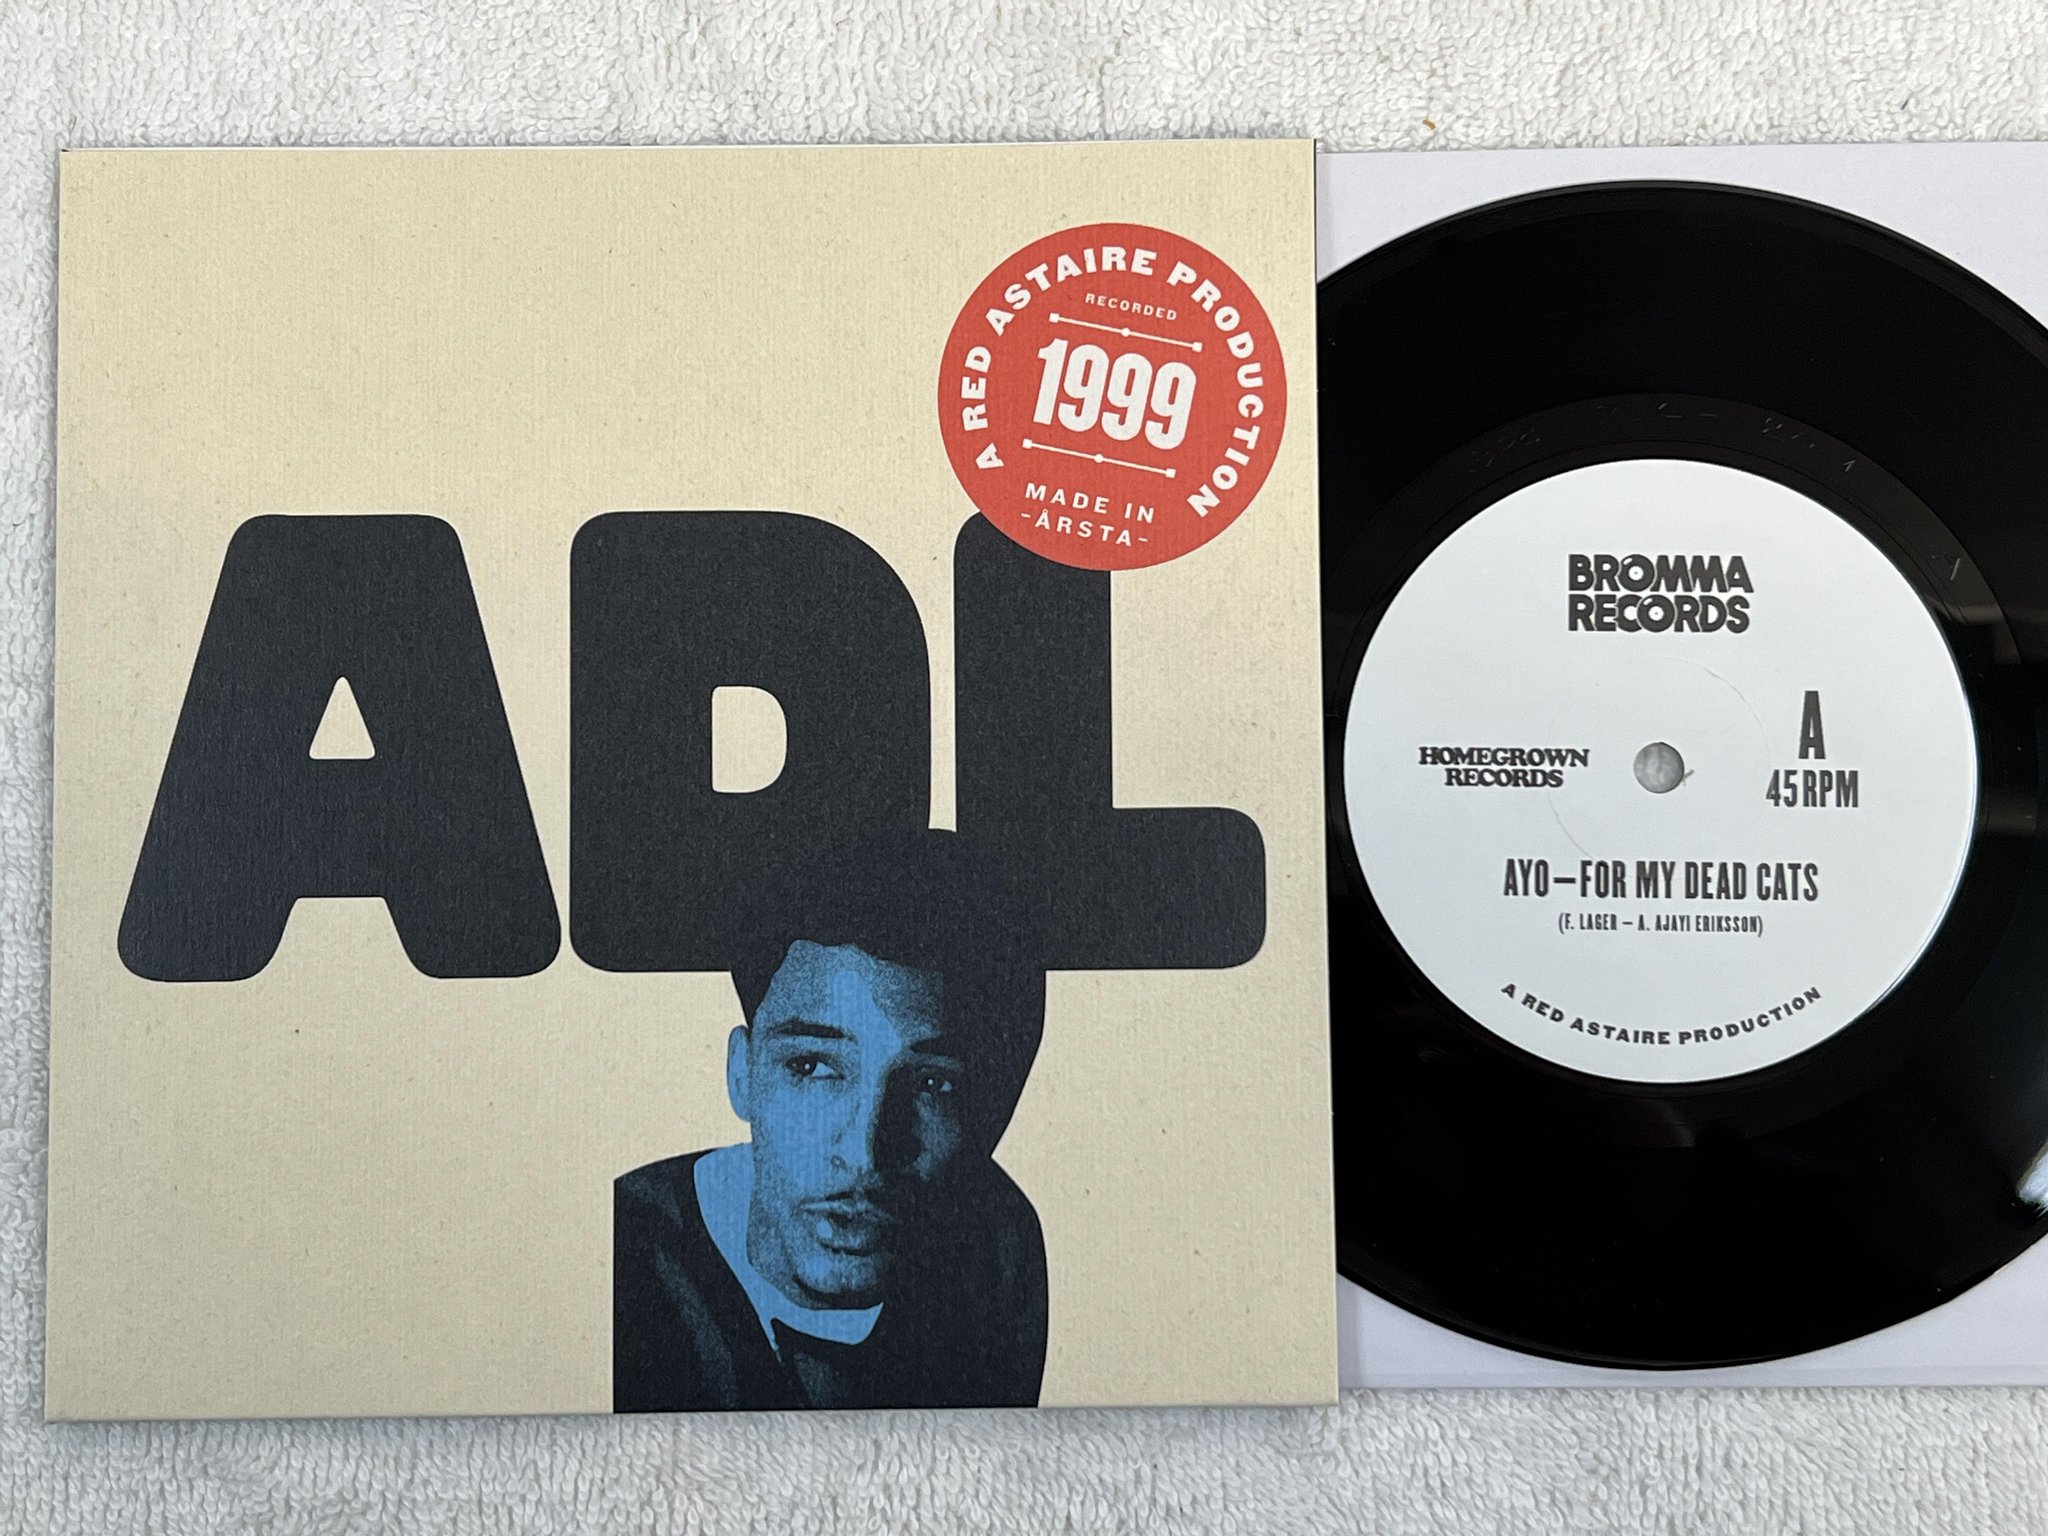 A RED ASTAIRE PRODUCTION
RECORDED
1999
MADE IN
-ÅRSTA-
ADL
BROMMA
RECORDS
HOMEGROWN
RECORDS
A
45 RPM
AYO–FOR MY DEAD CATS
(F. LAGER – A. AJAYI ERIKSSON)
A RED ASTAIRE PRODUCTION